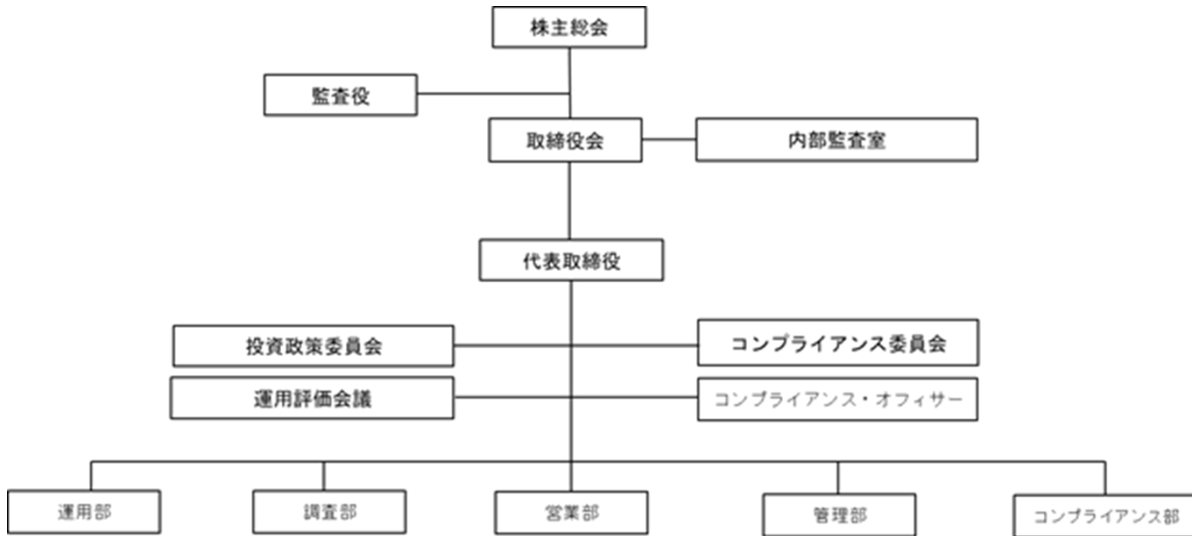 株主総会
監査役
取締役会
内部監査室
代表取締役
投資政策委員会
コンプライアンス委員会
運用評価会議
コンプライアンス・オフィサー
運用部
調査部
営業部
管理部
コンプライアンス部